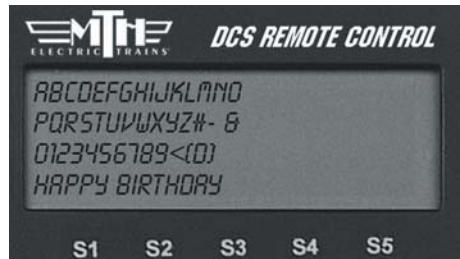 MTH
ELECTRIC TRAINS
DCS REMOTE CONTROL
ABCDEFGHIJKLMNO
PQRSTUVWXYZ#- &
0123456789<(0)
HAPPY BIRTHDAY
S1 S2 S3 S4 S5